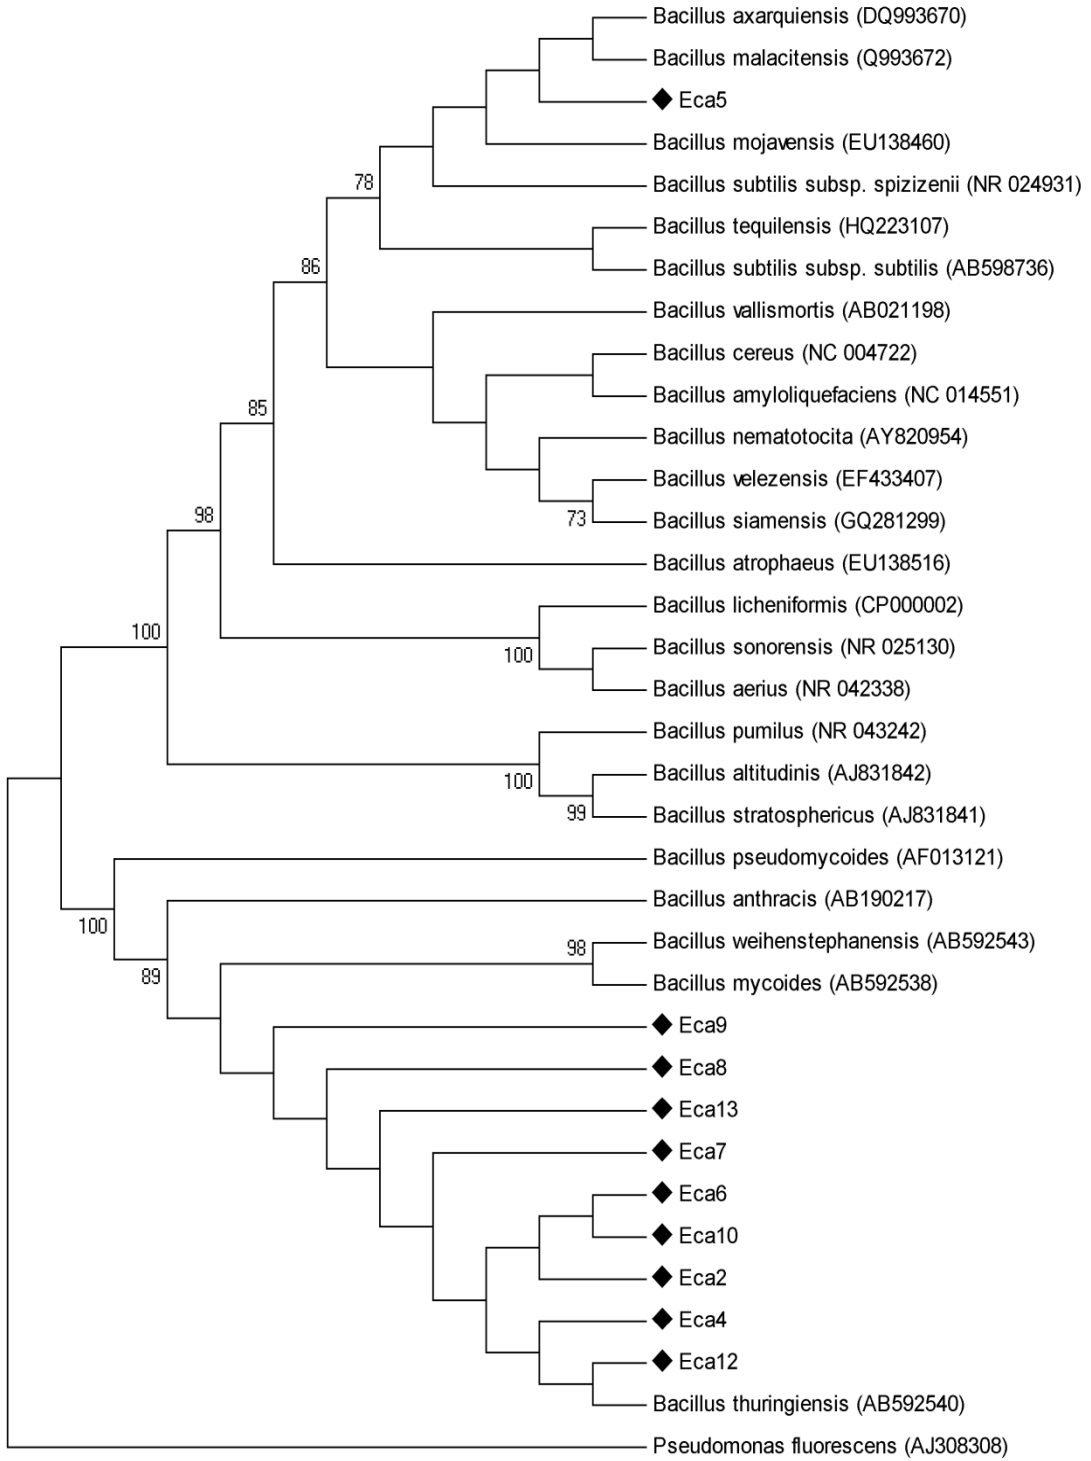 Bacillus axarquiensis (DQ993670)
Bacillus malacitensis (Q993672)
Eca5
Bacillus mojavensis (EU138460)
78
Bacillus subtilis subsp. spizizenii (NR 024931)
Bacillus tequilensis (HQ223107)
86
Bacillus subtilis subsp. subtilis (AB598736)
Bacillus vallismortis (AB021198)
Bacillus cereus (NC 004722)
Bacillus amyloliquefaciens (NC 014551)
85
Bacillus nematotocita (AY820954)
Bacillus velezensis (EF433407)
98
73
Bacillus siamensis (GQ281299)
Bacillus atrophaeus (EU138516)
Bacillus licheniformis (CP000002)
100
Bacillus sonorensis (NR 025130)
100
Bacillus aerius (NR 042338)
Bacillus pumilus (NR 043242)
Bacillus altitudinis (AJ831842)
100
99
Bacillus stratosphericus (AJ831841)
Bacillus pseudomycoides (AF013121)
Bacillus anthracis (AB190217)
100
Bacillus weihenstephanensis (AB592543)
98
89
Bacillus mycoides (AB592538)
Eca9
Eca8
Eca13
Eca7
Eca6
Eca10
Eca2
Eca4
Eca12
Bacillus thuringiensis (AB592540)
Pseudomonas fluorescens (AJ308308)